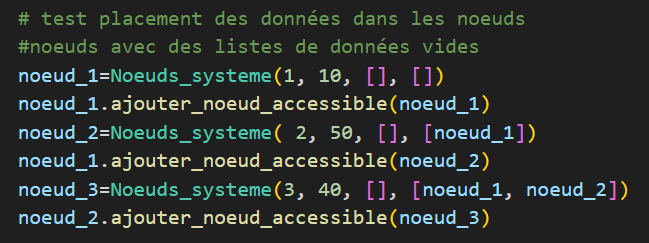 # test placement des données dans les noeuds
#noeuds avec des listes de données vides
noeud_1=Noeuds_systeme(1, 10, [], [])
noeud_1.ajouter_noeud_accessible(noeud_1)
noeud_2=Noeuds_systeme( 2, 50, [], [noeud_1])
noeud_1.ajouter_noeud_accessible(noeud_2)
noeud_3=Noeuds_systeme(3, 40, [], [noeud_1, noeud_2])
noeud_2.ajouter_noeud_accessible(noeud_3)